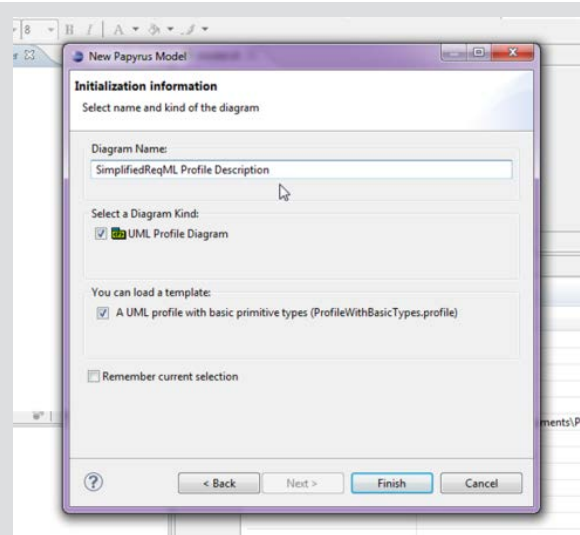 8
B I A
New Papyrus Model
Initialization information
Select name and kind of the diagram
Diagram Name:
SimplifiedReqML Profile Description
Select a Diagram Kind:
UML Profile Diagram
You can load a template:
A UML profile with basic primitive types (ProfileWithBasicTypes.profile)
Remember current selection
ments\P
?
< Back
Next >
Finish
Cancel